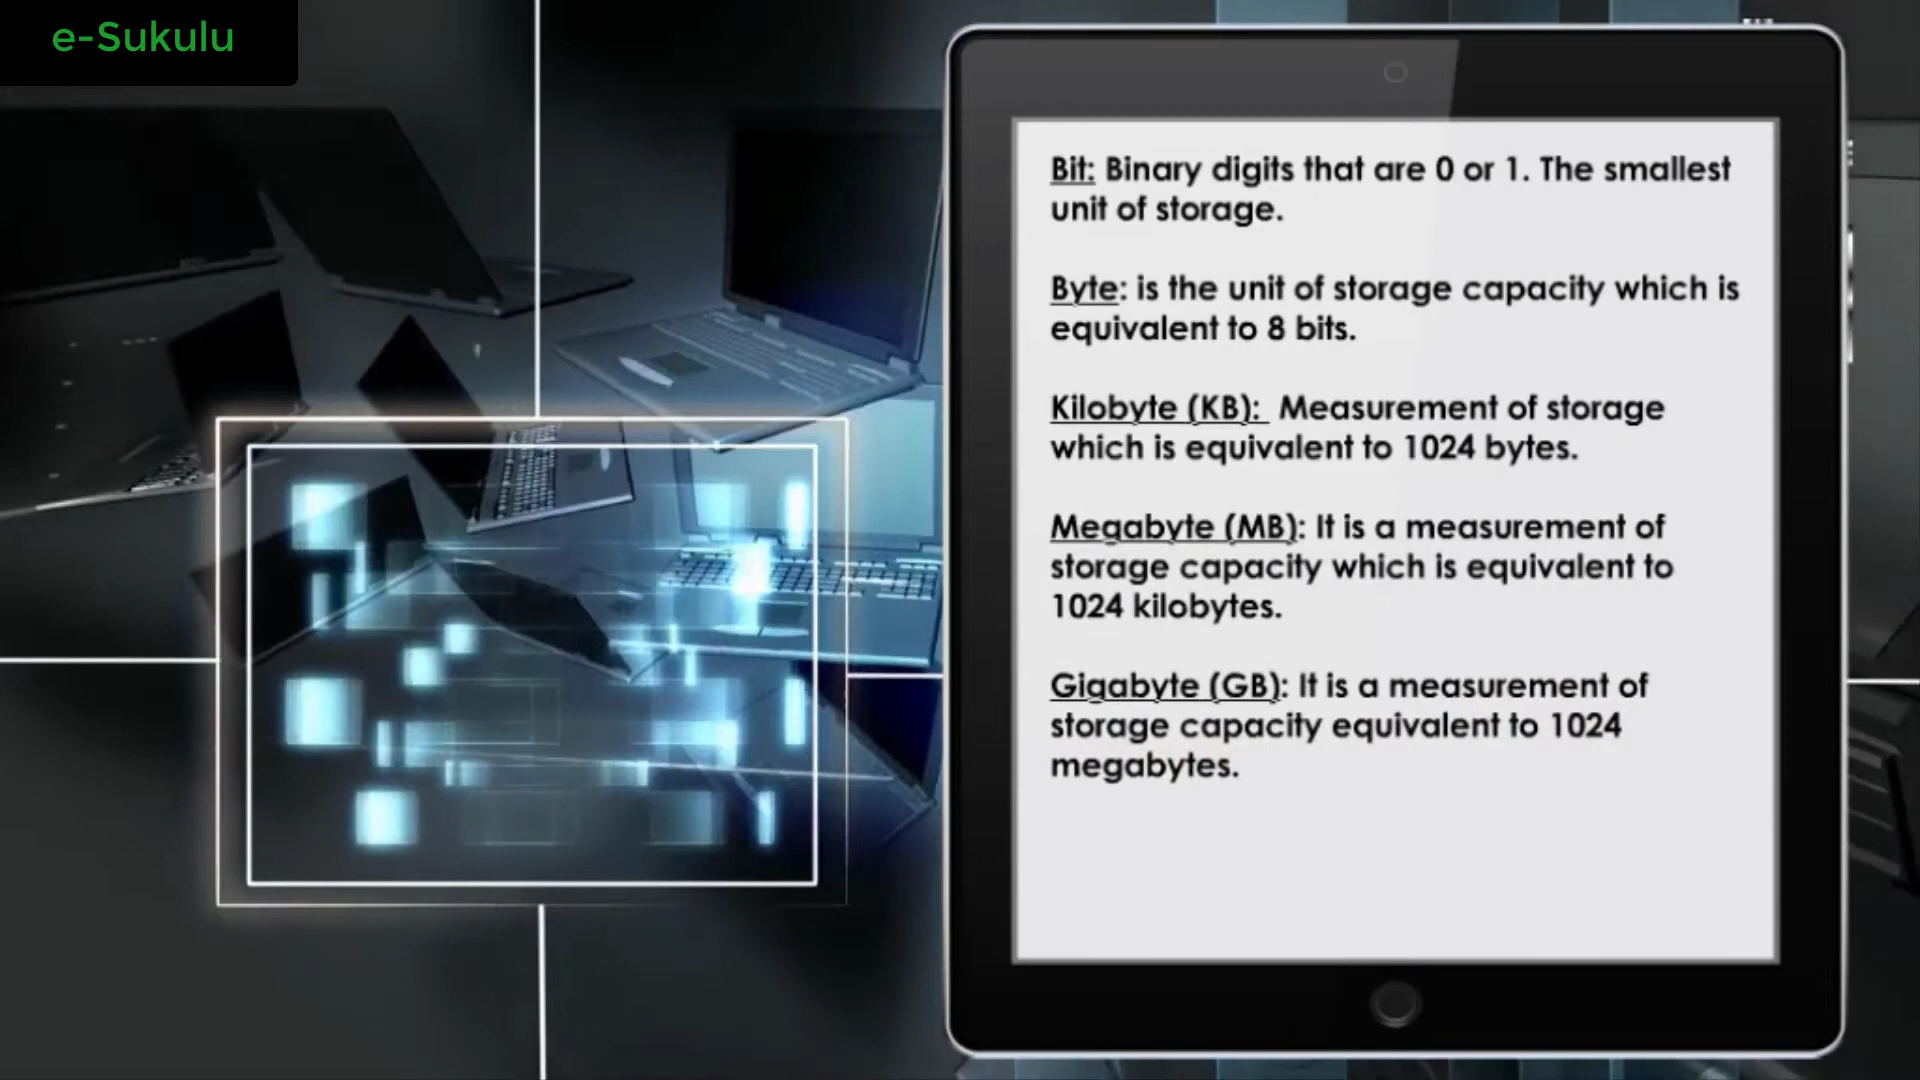 e-Sukulu
Bit: Binary digits that are 0 or 1. The smallest
unit of storage.
Byte: is the unit of storage capacity which is
equivalent to 8 bits.
Kilobyte (KB):  Measurement of storage
which is equivalent to 1024 bytes.
Megabyte (MB): It is a measurement of
storage capacity which is equivalent to
1024 kilobytes.
Gigabyte (GB): It is a measurement of
storage capacity equivalent to 1024
megabytes.